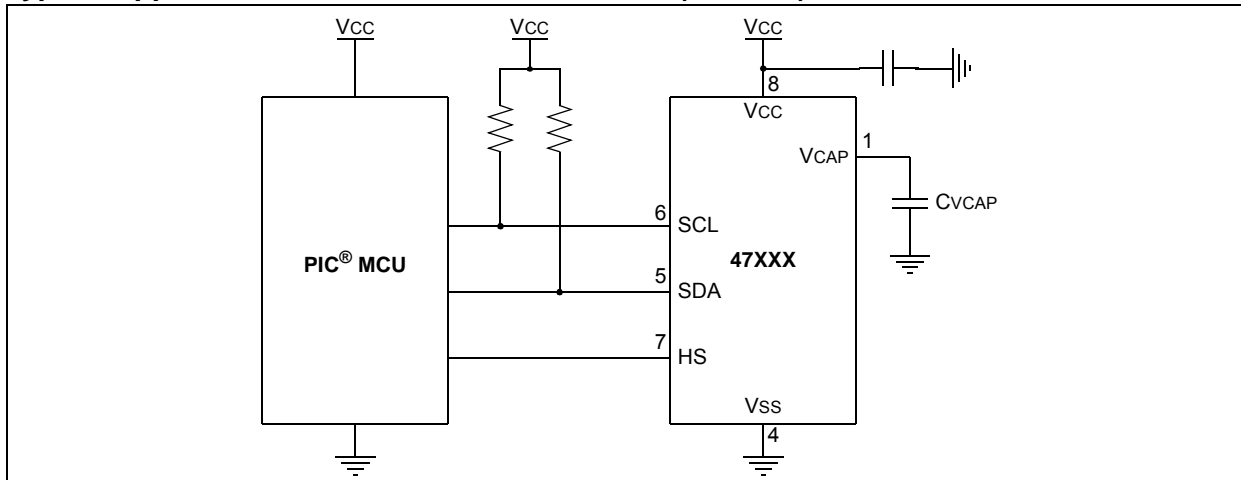 VCC VCC VCC
8
VCC
1
VCAP
CVCAP
6 SCL
PIC® MCU
47XXX
5 SDA
7 HS
VSS
4